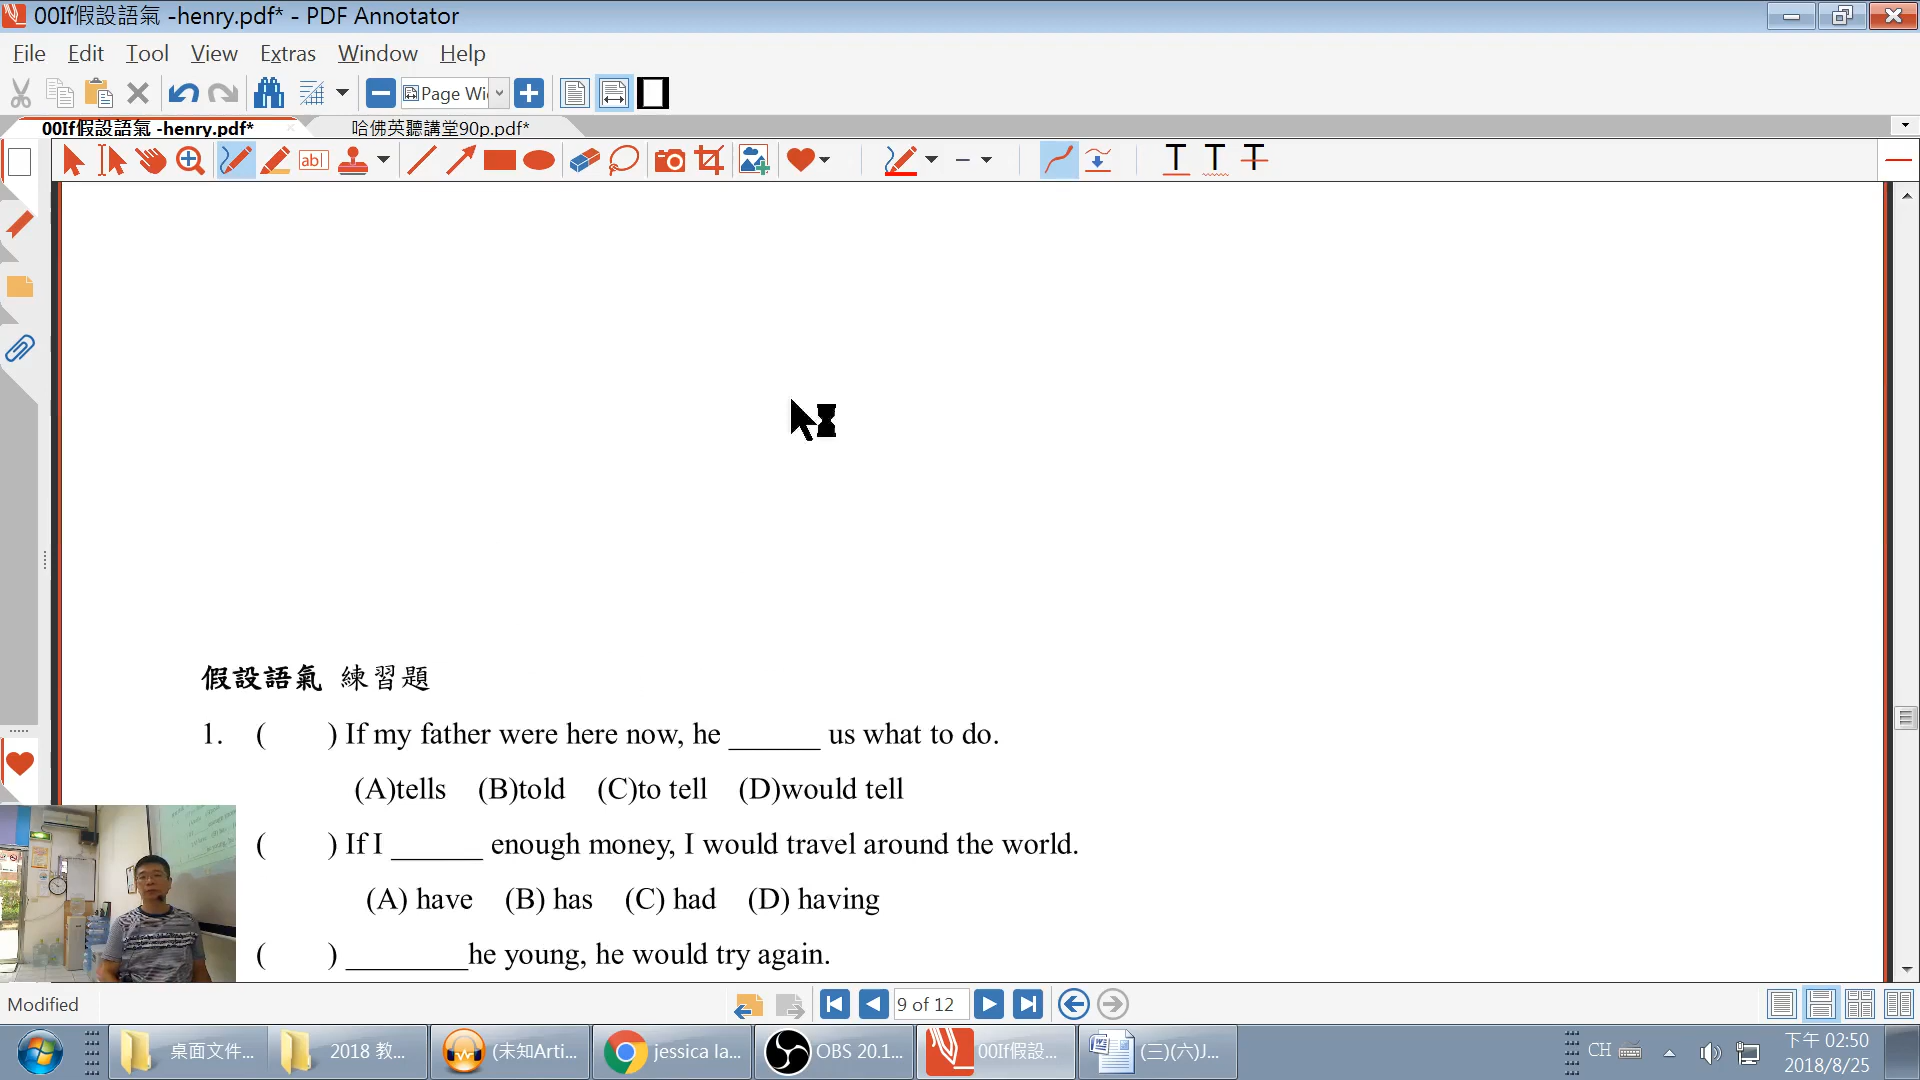 00If假設語氣 -henry.pdf* - PDF Annotator
File Edit Tool View Extras Window Help
Page Wi
00If假設語氣 -henry.pdf* 哈佛英聽講堂90p.pdf*
假設語氣 練習題
1. ( ) If my father were here now, he ______ us what to do.
(A)tells (B)told (C)to tell (D)would tell
( ) If I ______ enough money, I would travel around the world.
(A) have (B) has (C) had (D) having
( ) ________he young, he would try again.
Modified 9 of 12
桌面文件... 2018 教... (未知Arti... jessica la... OBS 20.1... 00If假設... (三)(六)J... CH 下午 02:50
2018/8/25